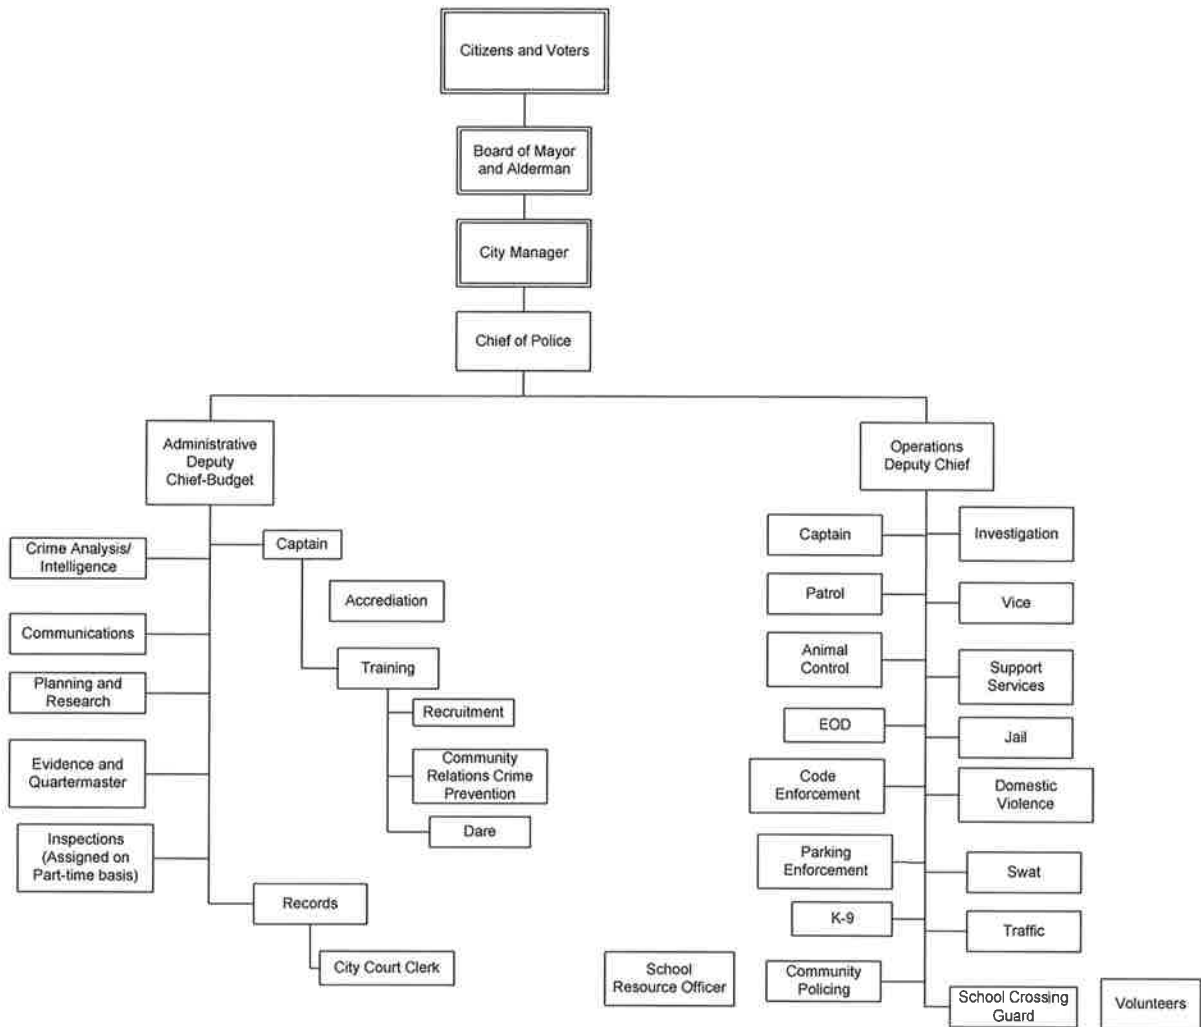 Citizens and Voters
Board of Mayor
and Alderman
City Manager
Chief of Police
Administrative
Deputy
Chief-Budget
Crime Analysis/
Intelligence
Communications
Planning and
Research
Evidence and
Quartermaster
Inspections
(Assigned on
Part-time basis)
Captain
Accrediation
Training
Recruitment
Community
Relations Crime
Prevention
Dare
Records
City Court Clerk
Operations
Deputy Chief
Captain
Patrol
Animal
Control
EOD
Code
Enforcement
Parking
Enforcement
K-9
Community
Policing
School
Resource Officer
Investigation
Vice
Support
Services
Jail
Domestic
Violence
Swat
Traffic
School Crossing
Guard
Volunteers